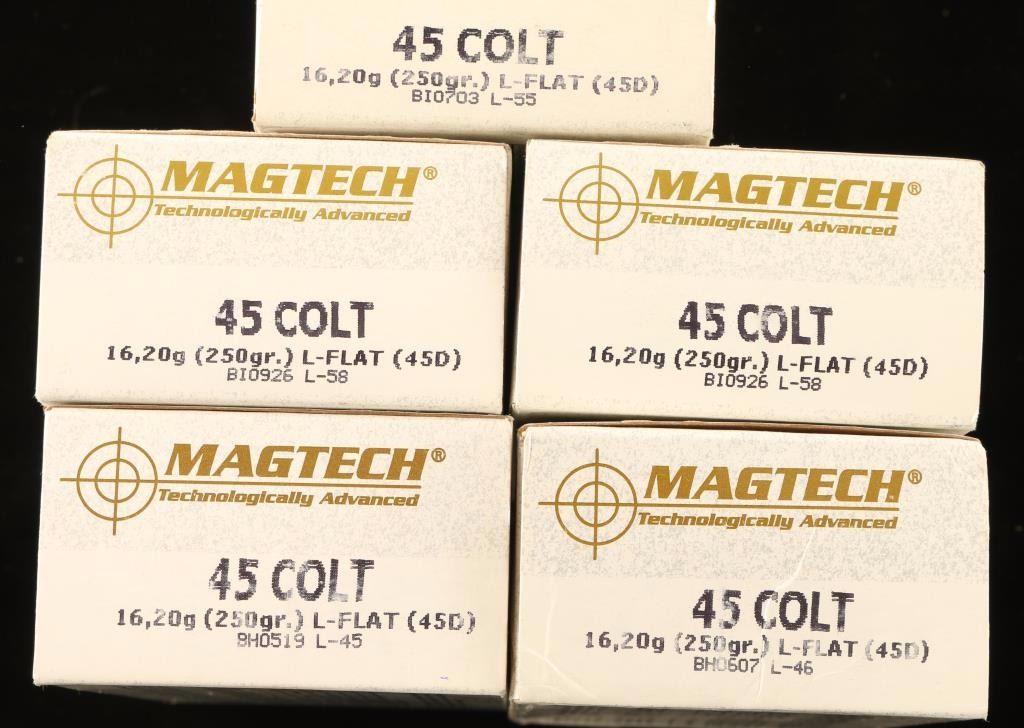 45 COLT
16,20g (250gr.) L-FLAT (45D)
BI0703 L-55
MAGTECH®
Technologically Advanced
45 COLT
16,20g (250gr.) L-FLAT (45D)
BI0926 L-58
MAGTECH®
Technologically Advanced
45 COLT
16,20g (250gr.) L-FLAT (45D)
BI0926 L-58
MAGTECH®
Technologically Advanced
45 COLT
16,20g (250gr.) L-FLAT (45D)
BH0519 L-45
MAGTECH®
Technologically Advanced
45 COLT
16,20g (250gr.) L-FLAT (45D)
BH0607 L-46